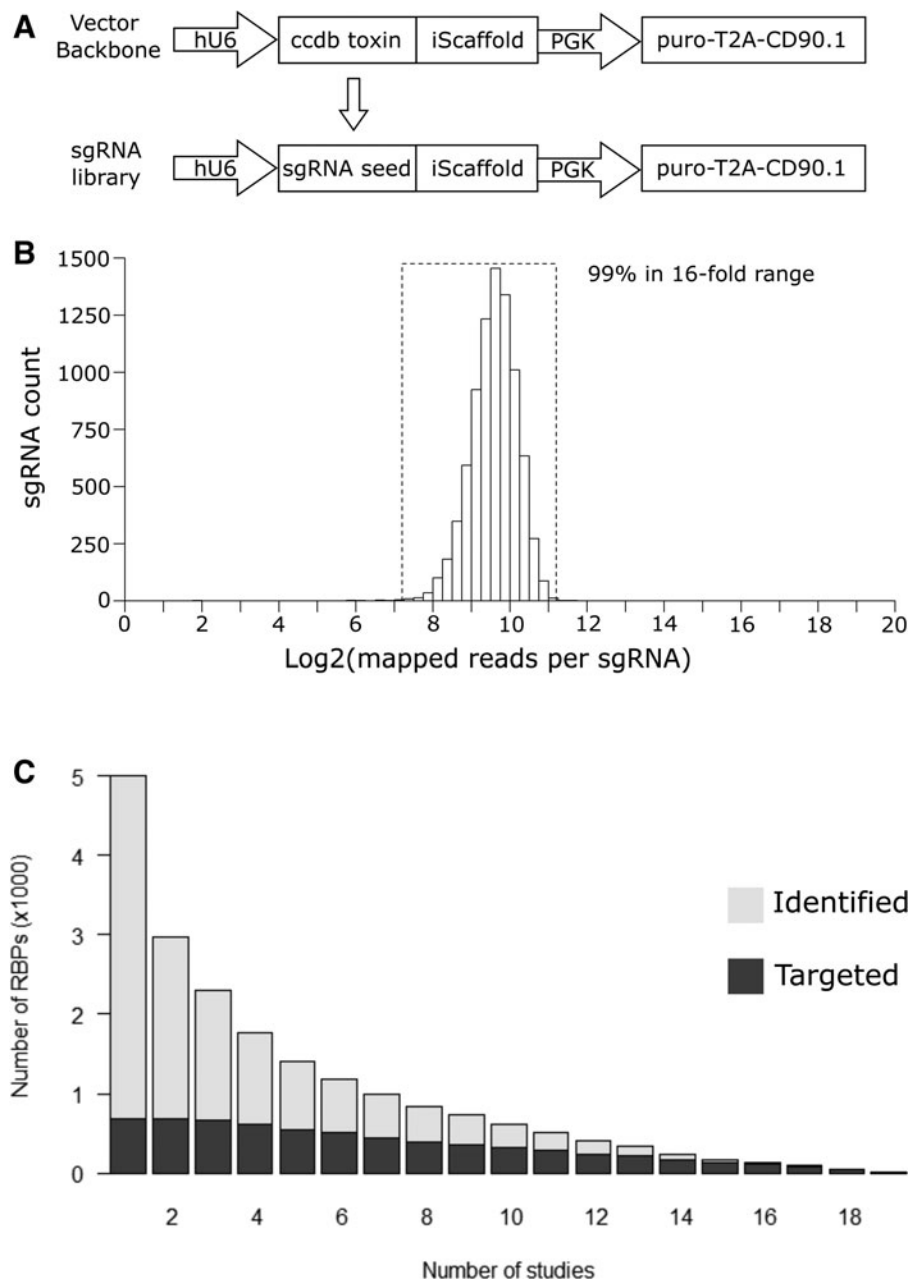 A
Vector
Backbone
hU6
ccdb toxin
iScaffold
PGK
puro-T2A-CD90.1
sgRNA
library
hU6
sgRNA seed
iScaffold
PGK
puro-T2A-CD90.1
B
99% in 16-fold range
sgRNA count
1500
1250
1000
750
500
250
0
0 2 4 6 8 10 12 14 16 18 20
Log2(mapped reads per sgRNA)
C
Number of RBPs (x1000)
5
4
3
2
1
0
Identified
Targeted
2 4 6 8 10 12 14 16 18
Number of studies